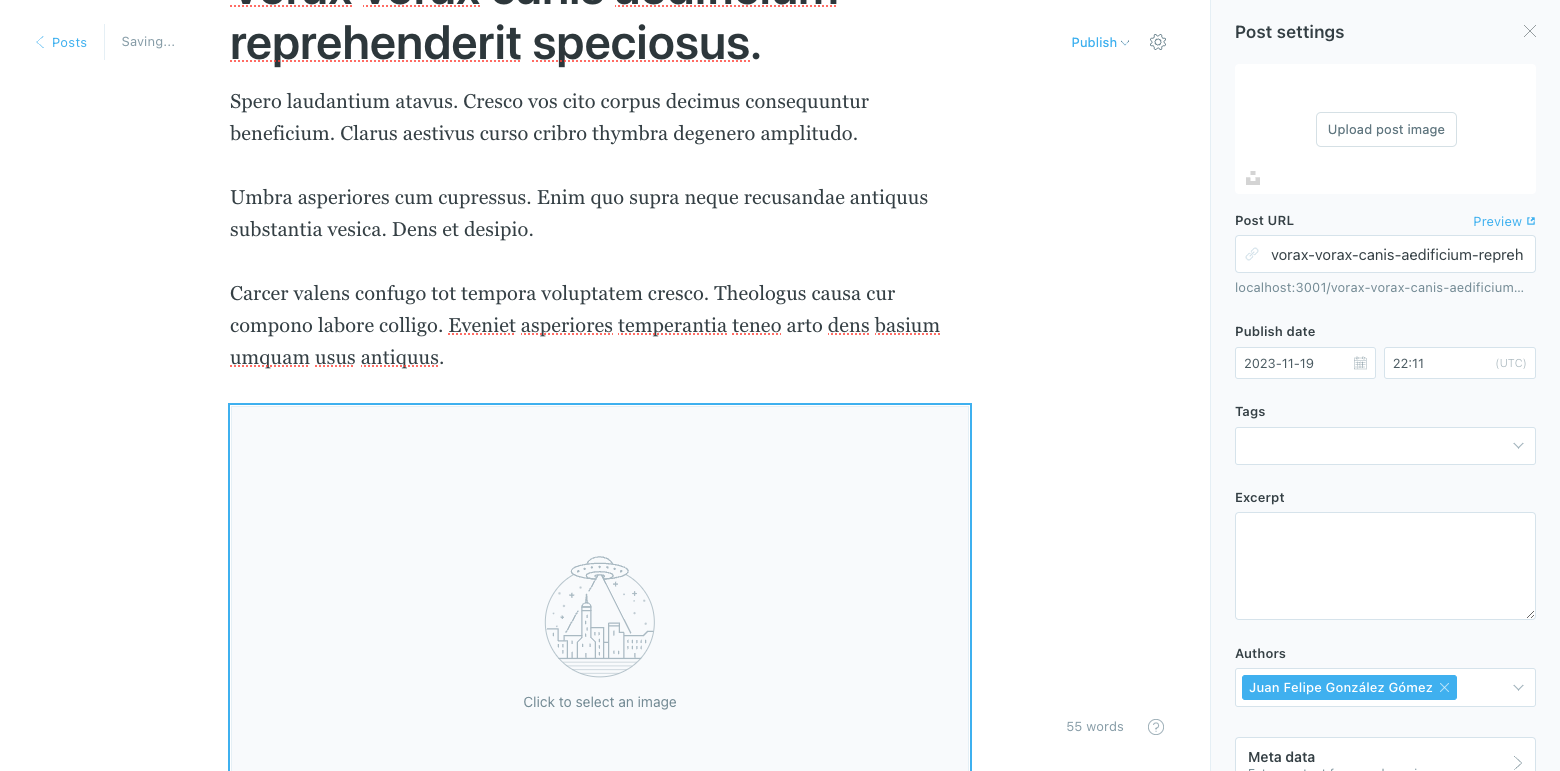 Vorax vorax canis aedificium
reprehenderit speciosus.
Posts
Saving...
Publish
Spero laudantium atavus. Cresco vos cito corpus decimus consequuntur
beneficium. Clarus aestivus curso cribro thymbra degenero amplitudo.
Umbra asperiores cum cupressus. Enim quo supra neque recusandae antiquus
substantia vesica. Dens et desipio.
Carcer valens confugo tot tempora voluptatem cresco. Theologus causa cur
compono labore colligo. Eveniet asperiores temperantia teneo arto dens basium
umquam usus antiquus.
Click to select an image
55 words
Post settings
Upload post image
Post URL
Preview
vorax-vorax-canis-aedificium-repreh
localhost:3001/vorax-vorax-canis-aedificium...
Publish date
2023-11-19
22:11
(UTC)
Tags
Excerpt
Authors
Juan Felipe González Gómez
Meta data